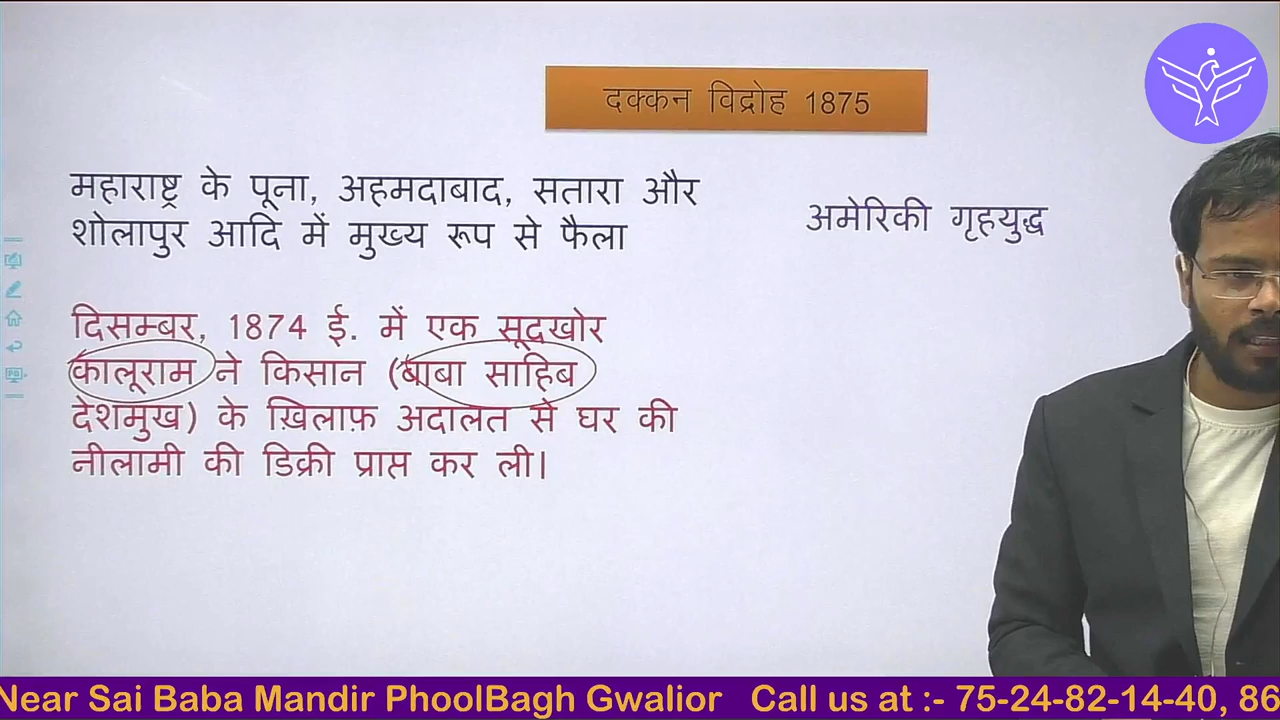 दक्कन विद्रोह 1875
महाराष्ट्र के पूना, अहमदाबाद, सतारा और
शोलापुर आदि में मुख्य रूप से फैला
अमेरिकी गृहयुद्ध
दिसम्बर, 1874 ई. में एक सूदखोर
कालूराम ने किसान (बाबा साहिब
देशमुख) के ख़िलाफ़ अदालत से घर की
नीलामी की डिक्री प्राप्त कर ली।
Near Sai Baba Mandir PhoolBagh Gwalior Call us at :- 75-24-82-14-40, 86